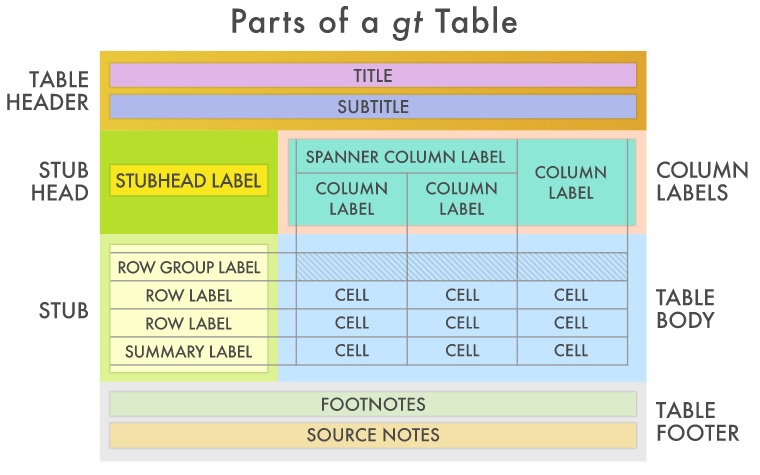 Parts of a gt Table
TABLE
HEADER
TITLE
SUBTITLE
STUB
HEAD
STUBHEAD LABEL
SPANNER COLUMN LABEL
COLUMN
LABEL
COLUMN
LABEL
COLUMN
LABEL
COLUMN
LABELS
STUB
ROW GROUP LABEL
ROW LABEL CELL CELL CELL
ROW LABEL CELL CELL CELL
SUMMARY LABEL CELL CELL CELL
TABLE
BODY
FOOTNOTES
SOURCE NOTES
TABLE
FOOTER